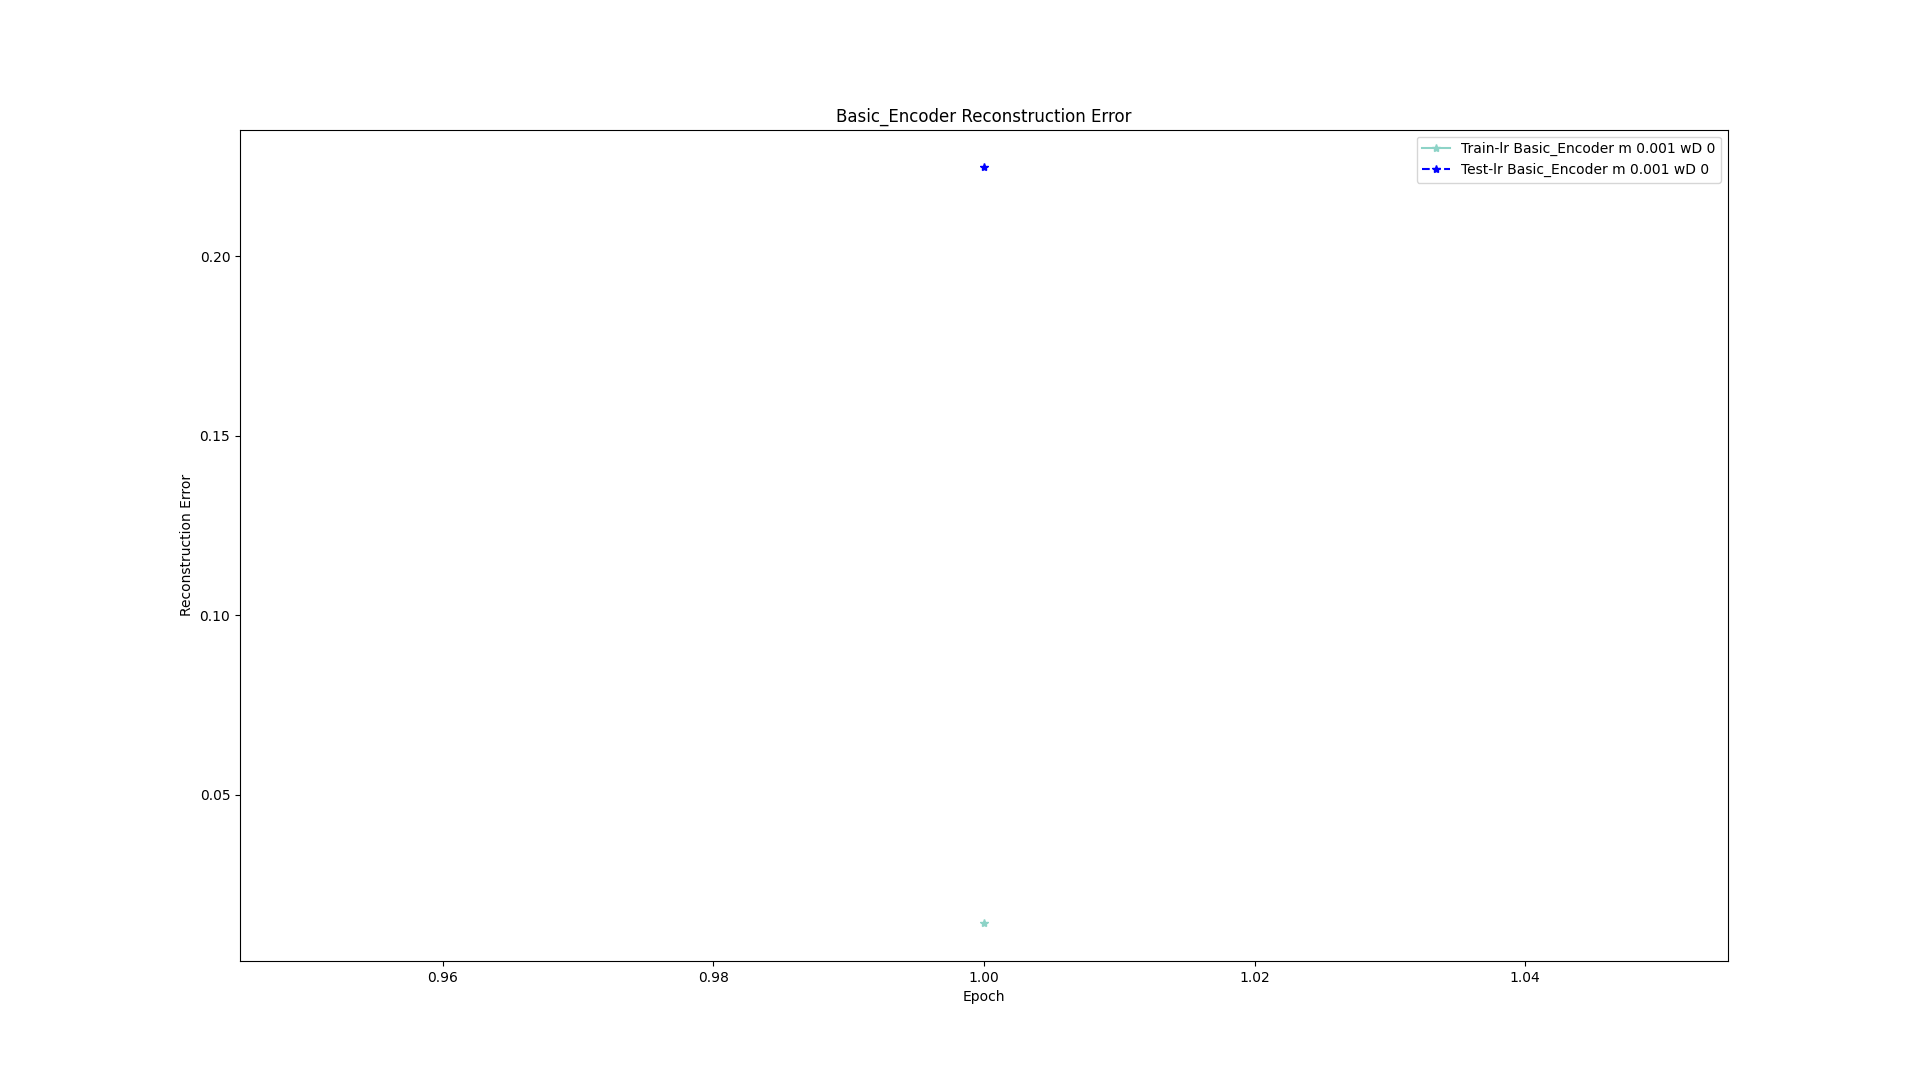 Basic_Encoder Reconstruction Error
Train-lr Basic_Encoder m 0.001 wD 0
Test-lr Basic_Encoder m 0.001 wD 0
Reconstruction Error
0.20
0.15
0.10
0.05
0.96
0.98
1.00
1.02
1.04
Epoch